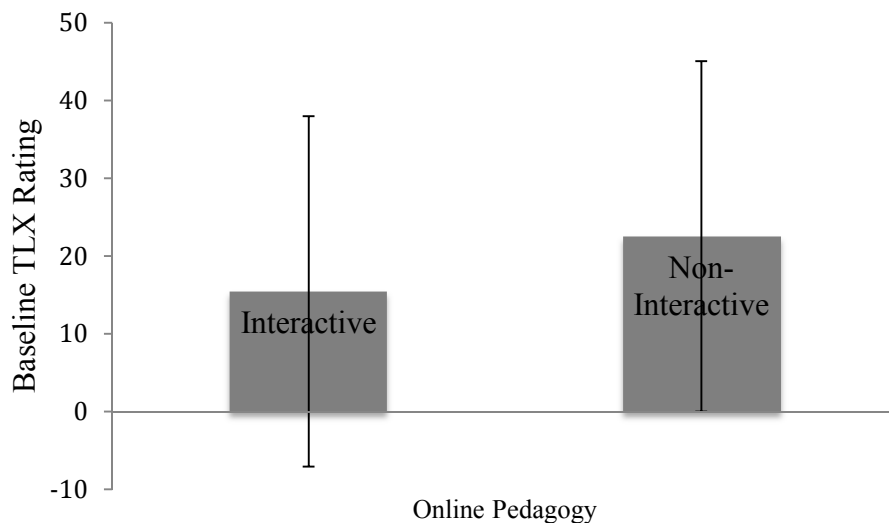 50
40
30
20
10
0
-10
Baseline TLX Rating
Interactive
Non-
Interactive
Online Pedagogy